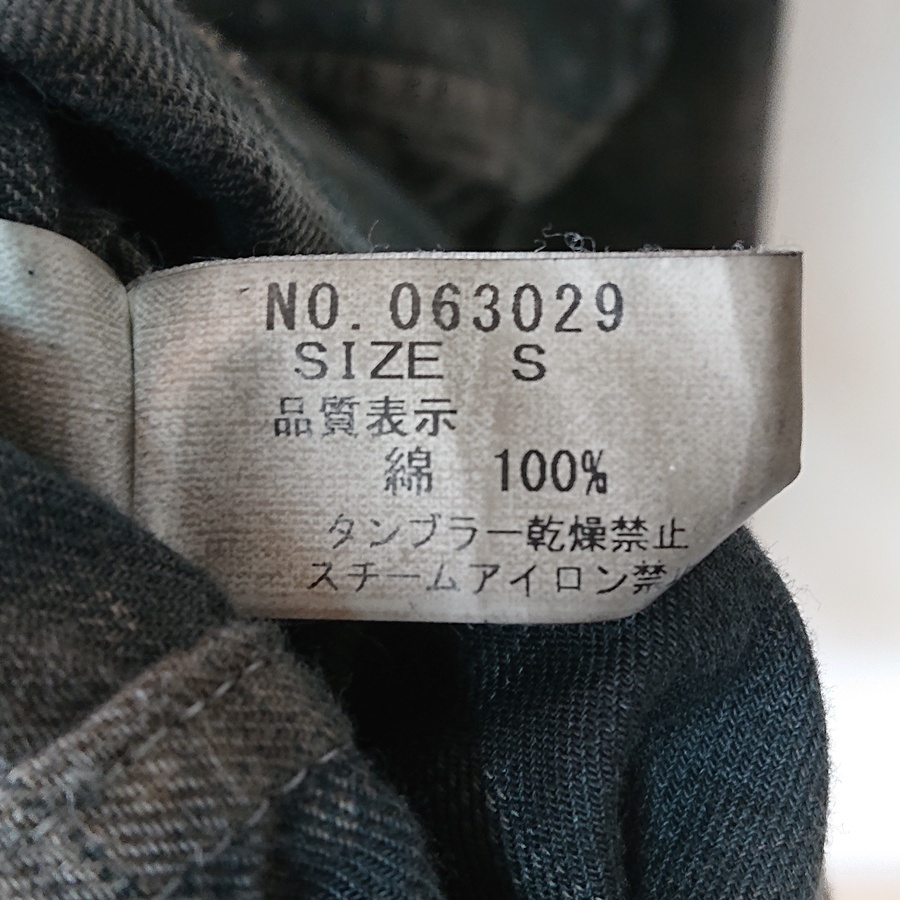 NO. 063029
SIZE S
品質表示
綿 100%
タンブラー乾燥禁止
スチームアイロン禁